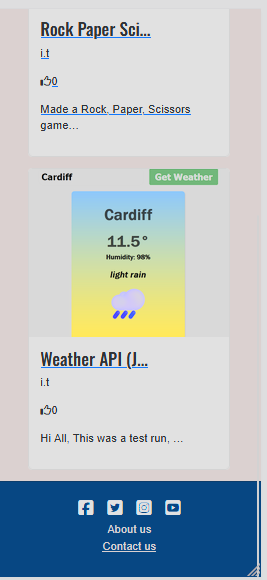 Rock Paper Sci...
i.t
0
Made a Rock, Paper, Scissors
game...
Cardiff
Get Weather
Cardiff
11.5°
Humidity: 98%
light rain
Weather API (J...
i.t
0
Hi All, This was a test run, ...
About us
Contact us